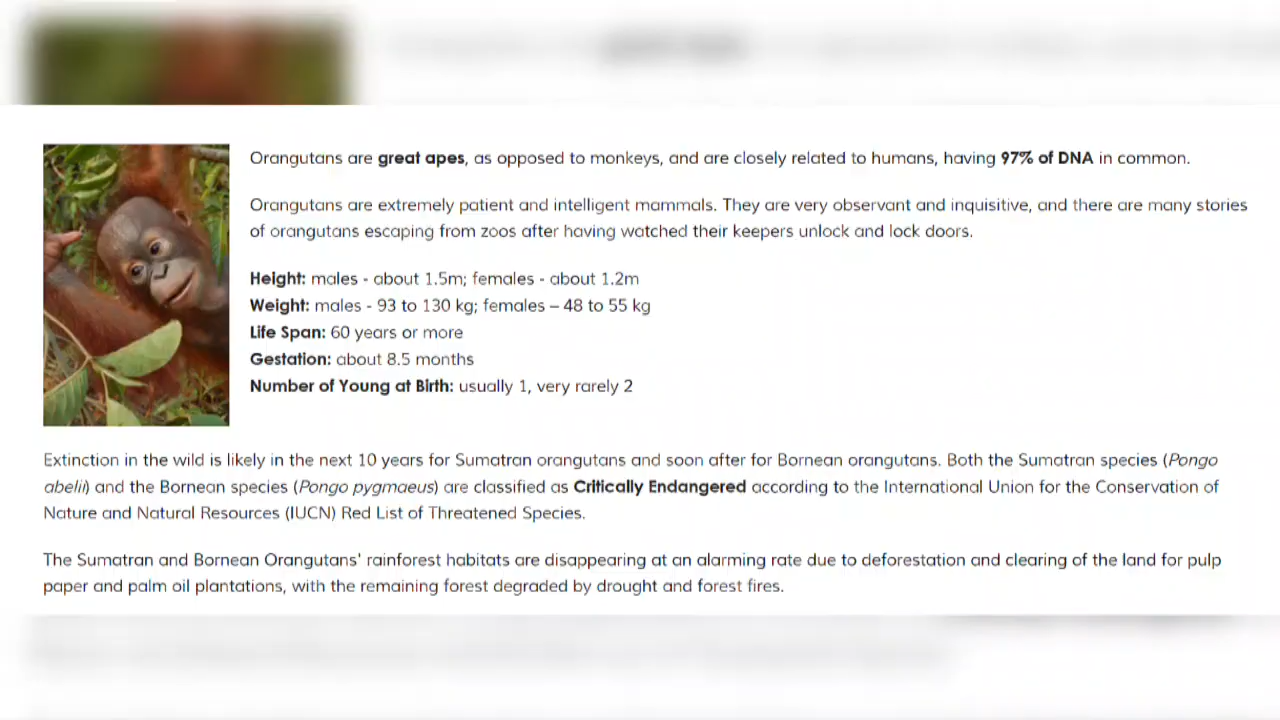 Orangutans are great apes, as opposed to monkeys, and are closely related to humans, having 97% of DNA in common.
Orangutans are extremely patient and intelligent mammals. They are very observant and inquisitive, and there are many stories
of orangutans escaping from zoos after having watched their keepers unlock and lock doors.
Height: males - about 1.5m; females - about 1.2m
Weight: males - 93 to 130 kg; females – 48 to 55 kg
Life Span: 60 years or more
Gestation: about 8.5 months
Number of Young at Birth: usually 1, very rarely 2
Extinction in the wild is likely in the next 10 years for Sumatran orangutans and soon after for Bornean orangutans. Both the Sumatran species (Pongo
abelii) and the Bornean species (Pongo pygmaeus) are classified as Critically Endangered according to the International Union for the Conservation of
Nature and Natural Resources (IUCN) Red List of Threatened Species.
The Sumatran and Bornean Orangutans' rainforest habitats are disappearing at an alarming rate due to deforestation and clearing of the land for pulp
paper and palm oil plantations, with the remaining forest degraded by drought and forest fires.